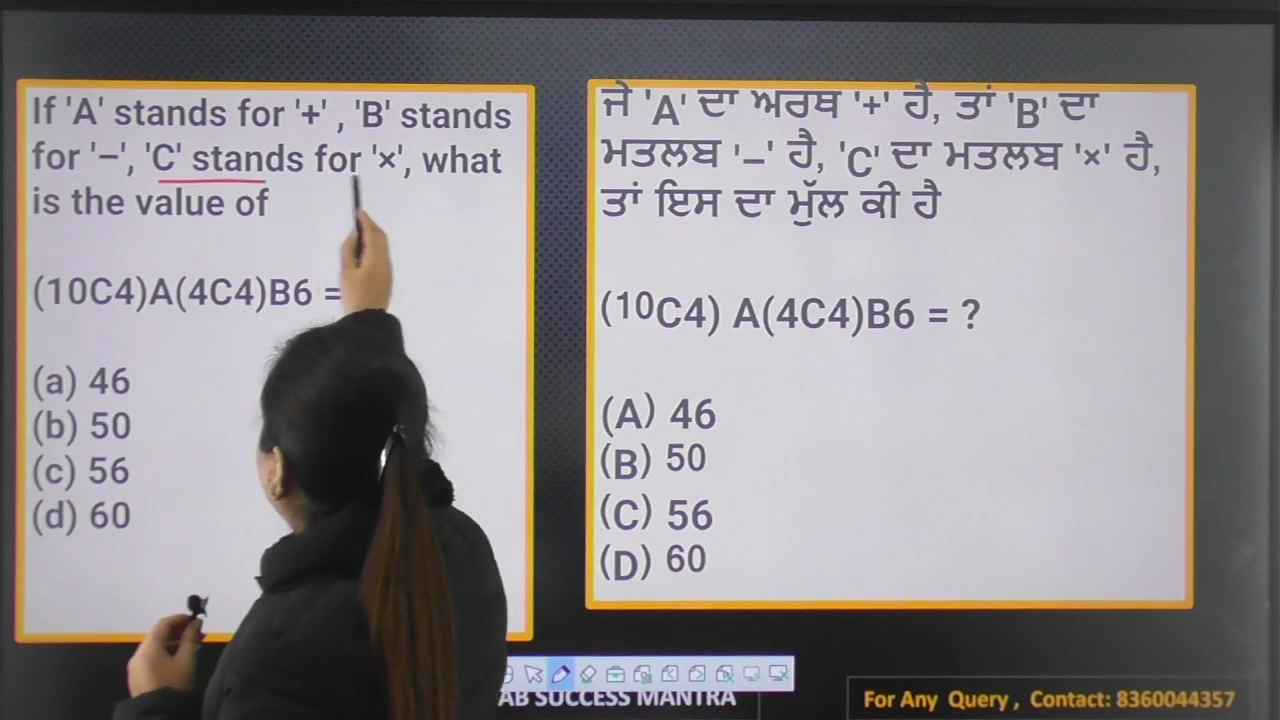 If 'A' stands for '+' , 'B' stands
for '–', 'C' stands for '×', what
is the value of
(10C4)A(4C4)B6 =
(a) 46
(b) 50
(c) 56
(d) 60
ਜੇ 'A' ਦਾ ਅਰਥ '+' ਹੈ, ਤਾਂ 'B' ਦਾ
ਮਤਲਬ '–' ਹੈ, 'C' ਦਾ ਮਤਲਬ '×' ਹੈ,
ਤਾਂ ਇਸ ਦਾ ਮੁੱਲ ਕੀ ਹੈ
(10C4) A(4C4)B6 = ?
(A) 46
(B) 50
(C) 56
(D) 60
AB SUCCESS MANTRA
For Any Query , Contact: 8360044357